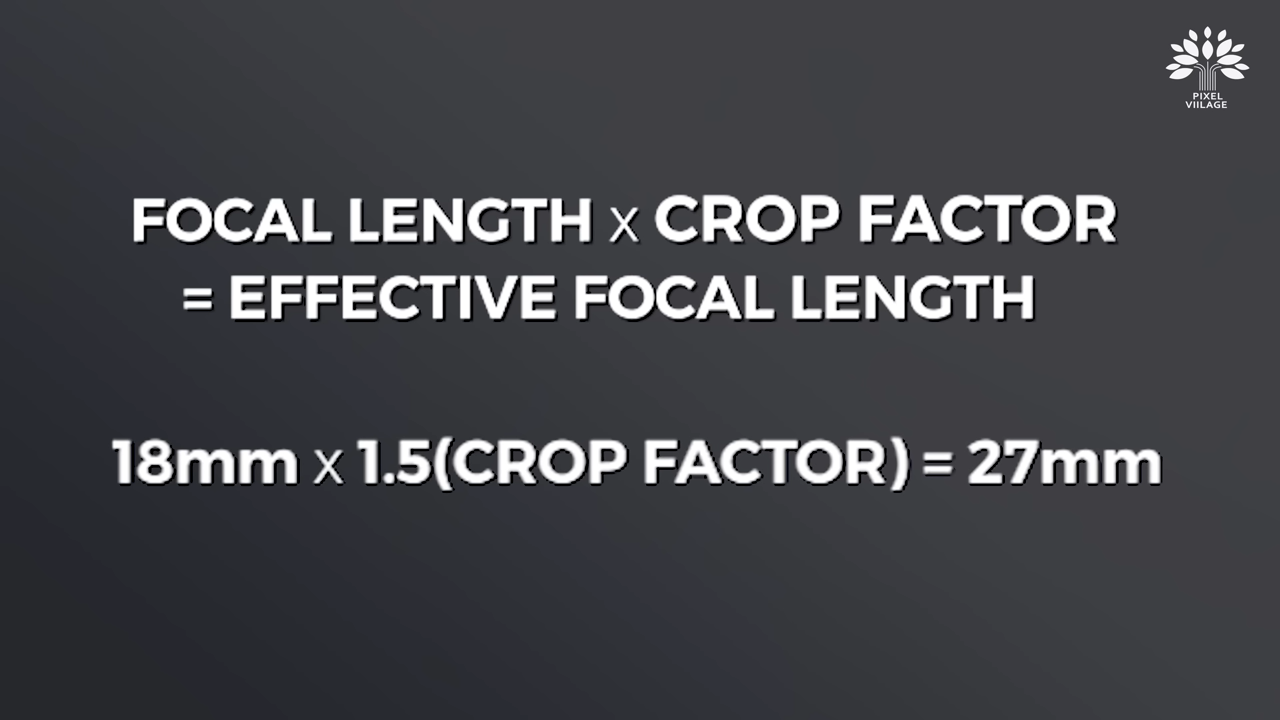 PIXEL
VIILAGE
FOCAL LENGTH x CROP FACTOR
= EFFECTIVE FOCAL LENGTH
18mm x 1.5(CROP FACTOR) = 27mm